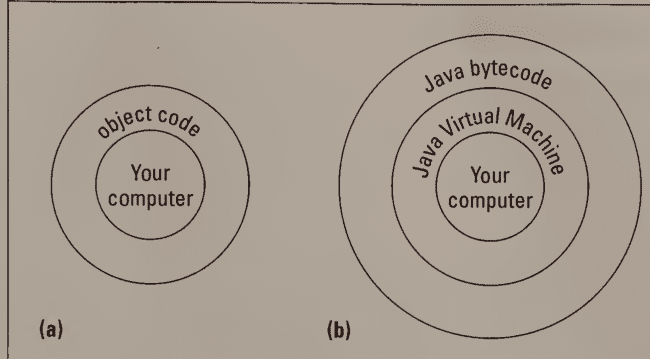 object code
Your
computer
(a)
Java bytecode
Java Virtual Machine
Your
computer
(b)